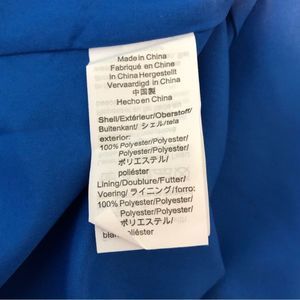 Made in China
Fabriqué en Chine
In China Hergestellt
Vervaardigd in China
中国製
Hecho en China
Shell/Extérieur/Oberstoff/
Buitenkant/シェル/tela
exterior:
100% Polyester/Polyester/
Polyester/Polyester/
ポリエステル/
poliéster
Lining/Doublure/Futter/
Voering/ライニング/forro:
100% Polyester/Polyester/
Polyester/Polyester/
ポリエステル/
poliéster